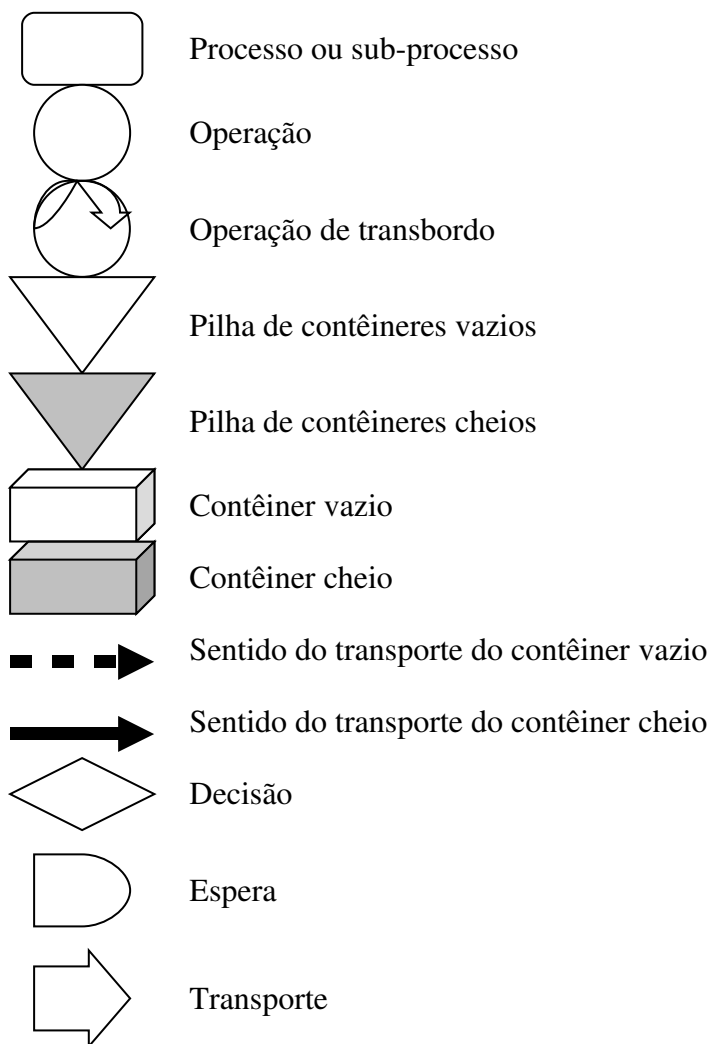 Processo ou sub-processo
Operação
Operação de transbordo
Pilha de contêineres vazios
Pilha de contêineres cheios
Contêiner vazio
Contêiner cheio
Sentido do transporte do contêiner vazio
Sentido do transporte do contêiner cheio
Decisão
Espera
Transporte